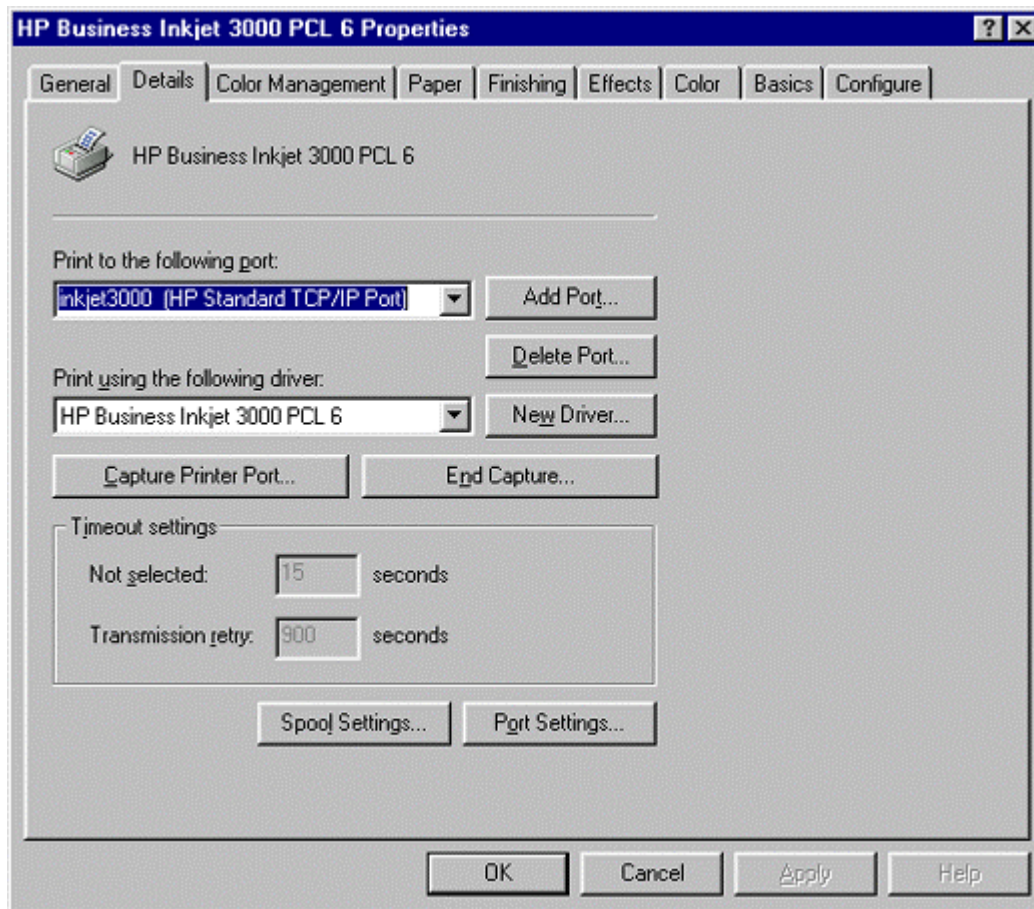 HP Business Inkjet 3000 PCL 6 Properties
General Details Color Management Paper Finishing Effects Color Basics Configure
HP Business Inkjet 3000 PCL 6
Print to the following port:
inkjet3000 (HP Standard TCP/IP Port) Add Port...
Delete Port...
Print using the following driver:
HP Business Inkjet 3000 PCL 6 New Driver...
Capture Printer Port... End Capture...
Timeout settings
Not selected: 15 seconds
Transmission retry: 900 seconds
Spool Settings... Port Settings...
OK Cancel Apply Help